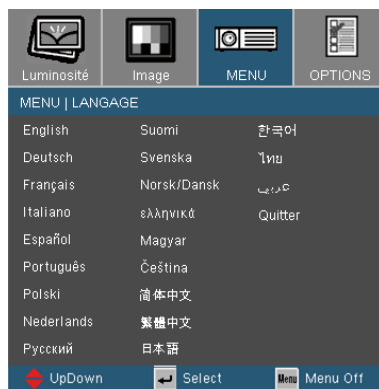 Luminosité Image MENU OPTIONS
MENU | LANGAGE
English Suomi 한국어
Deutsch Svenska ไทย
Français Norsk/Dansk عربي
Italiano ελληνικά Quitter
Español Magyar
Português Čeština
Polski 简体中文
Nederlands 繁體中文
Русский 日本語
UpDown Select Menu Menu Off